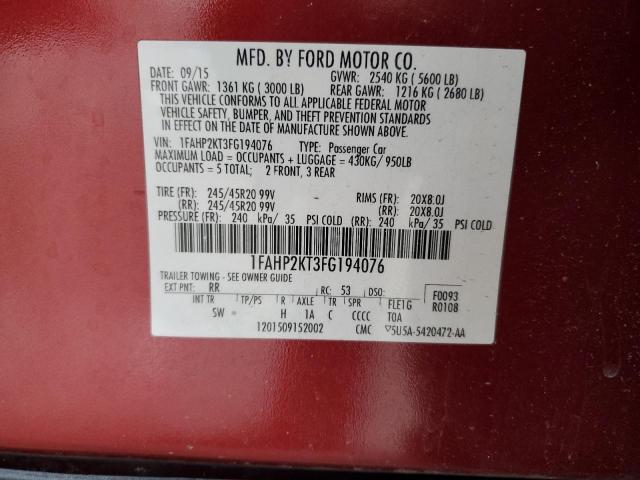 MFD. BY FORD MOTOR CO.
DATE: 09/15 GVWR: 2540 KG (5600 LB)
FRONT GAWR: 1361 KG (3000 LB) REAR GAWR: 1216 KG (2680 LB)
THIS VEHICLE CONFORMS TO ALL APPLICABLE FEDERAL MOTOR
VEHICLE SAFETY, BUMPER, AND THEFT PREVENTION STANDARDS
IN EFFECT ON THE DATE OF MANUFACTURE SHOWN ABOVE.
VIN: 1FAHP2KT3FG194076 TYPE: Passenger Car
MAXIMUM LOAD = OCCUPANTS + LUGGAGE = 430KG/ 950LB
OCCUPANTS = 5 TOTAL; 2 FRONT, 3 REAR
TIRE (FR): 245/45R20 99V RIMS (FR): 20X8.0J
(RR): 245/45R20 99V (RR): 20X8.0J
PRESSURE (FR): 240 kPa/ 35 PSI COLD (RR): 240 kPa/ 35 PSI COLD
1FAHP2KT3FG194076
TRAILER TOWING - SEE OWNER GUIDE
EXT PNT: RR RC: 53 DSO: F0093
INT TR TP/PS R AXLE TR SPR FLE1G R0108
5W H 1A C CCCC TOA
1201509152002 CMC ▽5U5A-5420472-AA